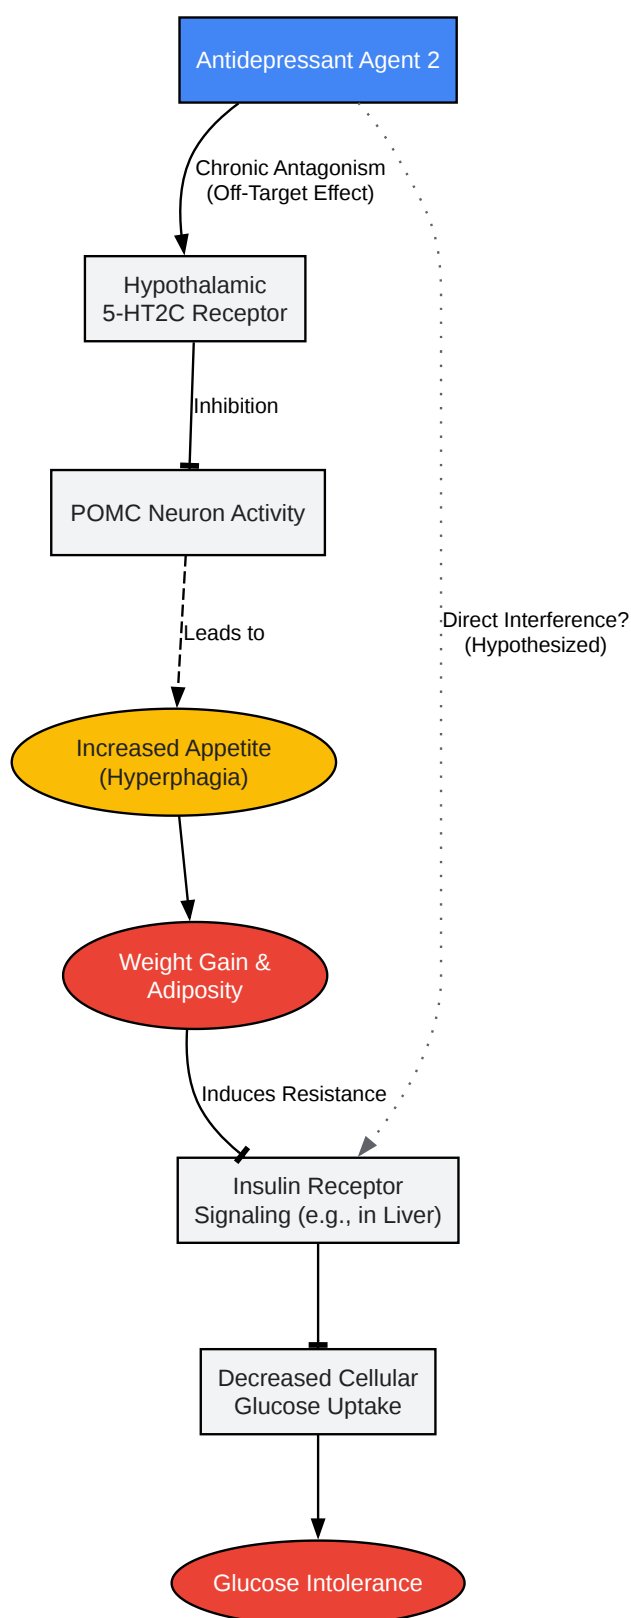 Antidepressant Agent 2
Chronic Antagonism
(Off-Target Effect)
Hypothalamic
5-HT2C Receptor
Inhibition
POMC Neuron Activity
Direct Interference?
(Hypothesized)
Leads to
Increased Appetite
(Hyperphagia)
Weight Gain &
Adiposity
Induces Resistance
Insulin Receptor
Signaling (e.g., in Liver)
Decreased Cellular
Glucose Uptake
Glucose Intolerance